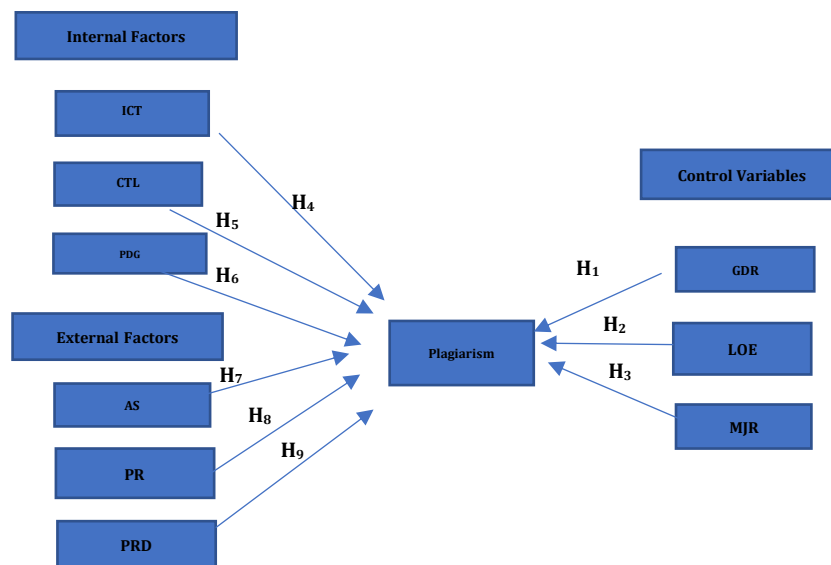 Internal Factors
ICT
CTL
PDG
External Factors
AS
PR
PRD
H4
H5
H6
H7
H8
H9
Plagiarism
Control Variables
H1
H2
H3
GDR
LOE
MJR